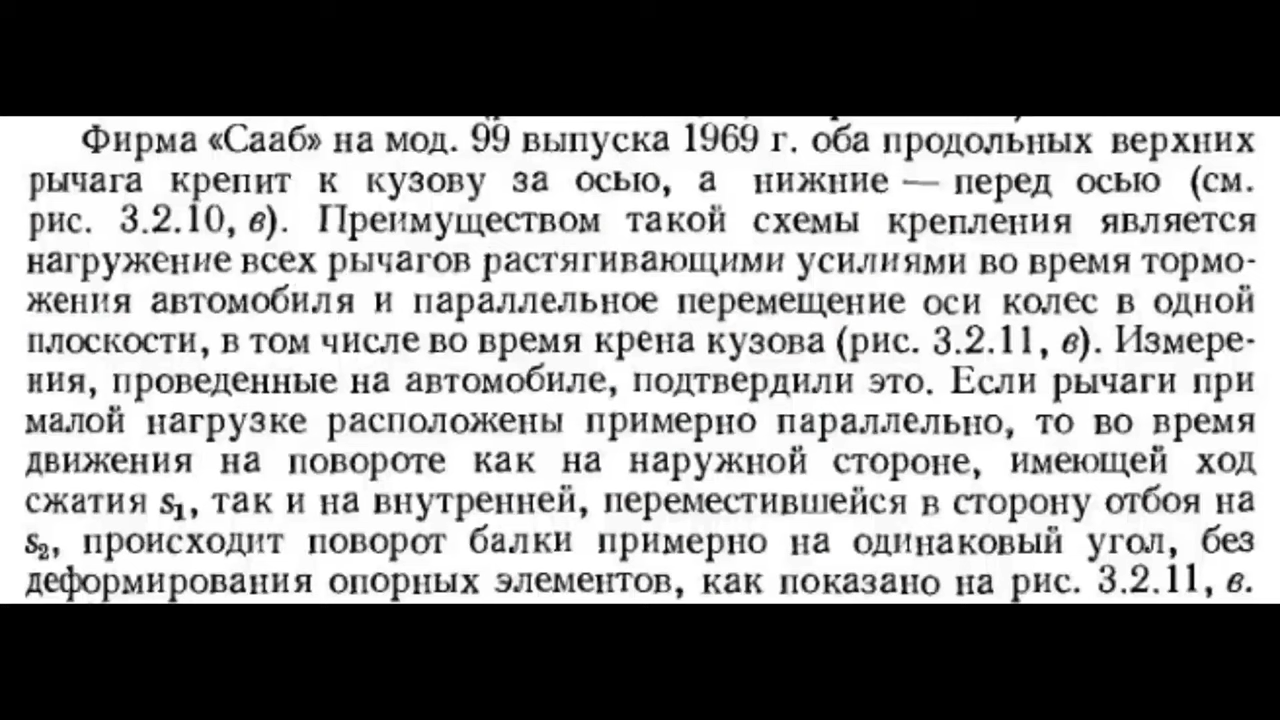 Фирма «Сааб» на мод. 99 выпуска 1969 г. оба продольных верхних
рычага крепит к кузову за осью, а нижние — перед осью (см.
рис. 3.2.10, в). Преимуществом такой схемы крепления является
нагружение всех рычагов растягивающими усилиями во время тормо-
жения автомобиля и параллельное перемещение оси колес в одной
плоскости, в том числе во время крена кузова (рис. 3.2.11, в). Измере-
ния, проведенные на автомобиле, подтвердили это. Если рычаги при
малой нагрузке расположены примерно параллельно, то во время
движения на повороте как на наружной стороне, имеющей ход
сжатия s₁, так и на внутренней, переместившейся в сторону отбоя на
s₂, происходит поворот балки примерно на одинаковый угол, без
деформирования опорных элементов, как показано на рис. 3.2.11, в.